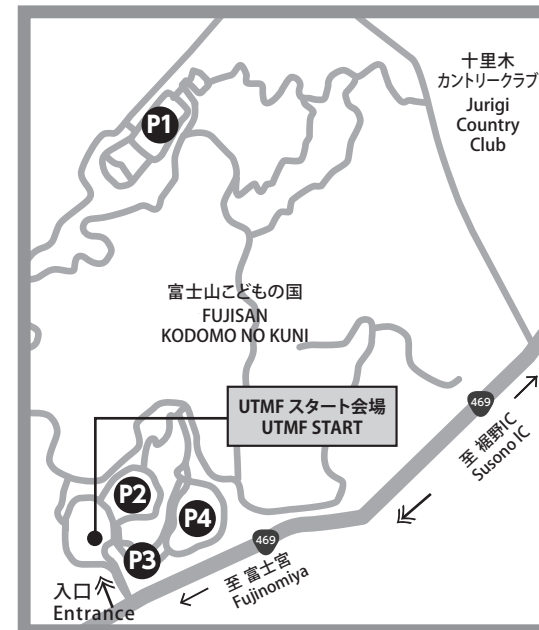 十里木
カントリークラブ
Jurigi
Country
Club
P1
富士山こどもの国
FUJISAN
KODOMO NO KUNI
UTMF スタート会場
UTMF START
469
至 裾野IC
Susono IC
P2
P4
P3
469
至 富士宮
Fujinomiya
入口
Entrance